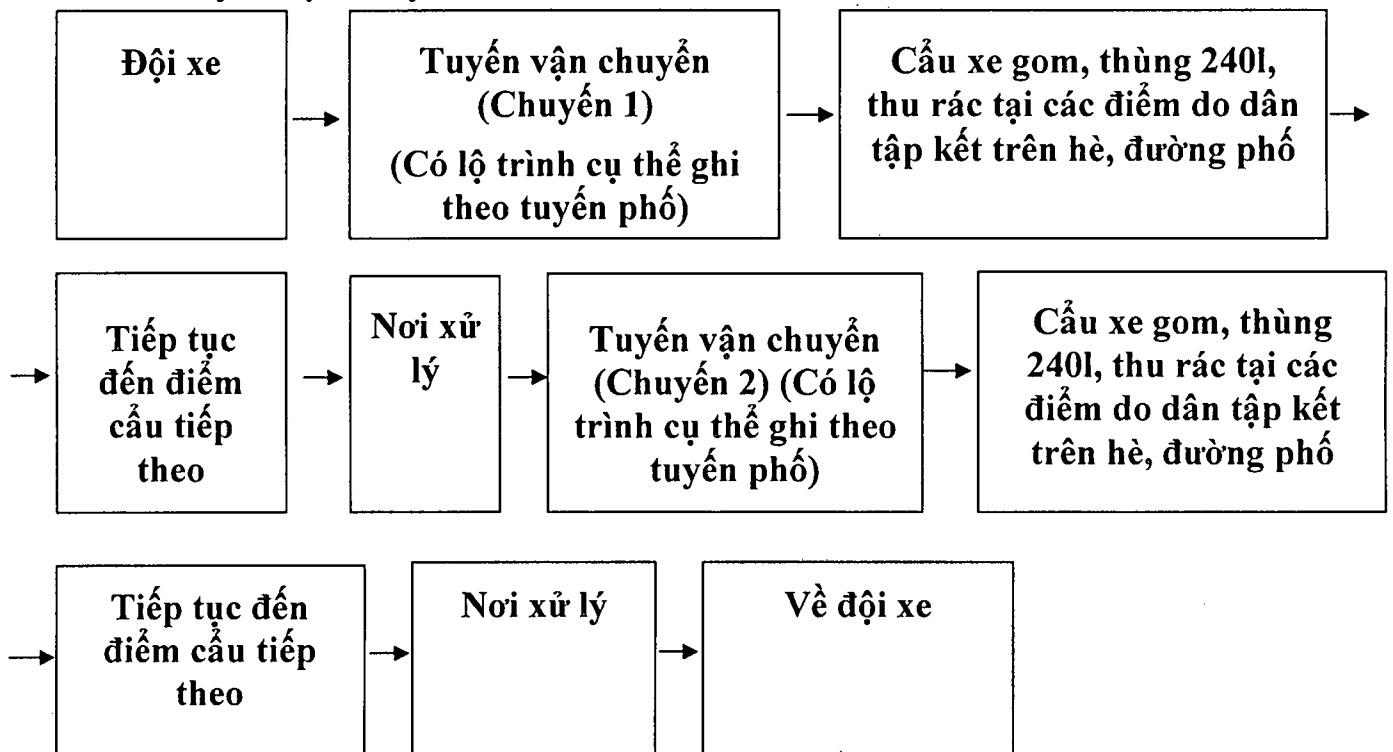 Đội xe
Tuyến vận chuyển
(Chuyến 1)
(Có lộ trình cụ thể ghi
theo tuyến phố)
Cẩu xe gom, thùng 240l,
thu rác tại các điểm do dân
tập kết trên hè, đường phố
Tiếp tục
đến điểm
cẩu tiếp
theo
Nơi xử
lý
Tuyến vận chuyển
(Chuyến 2) (Có lộ
trình cụ thể ghi theo
tuyến phố)
Cẩu xe gom, thùng
240l, thu rác tại các
điểm do dân tập kết
trên hè, đường phố
Tiếp tục đến
điểm cẩu tiếp
theo
Nơi xử lý
Về đội xe